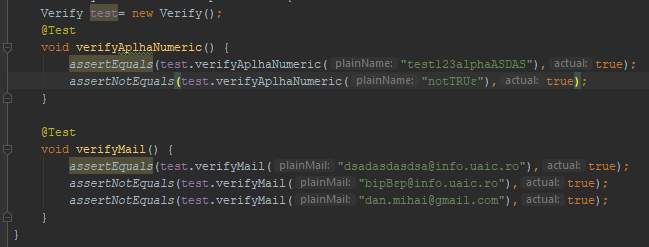 Verify test= new Verify();
@Test
void verifyAplhaNumeric() {
assertEquals(test.verifyAplhaNumeric( plainName: "test123alphaASDAS"), actual: true);
assertNotEquals(test.verifyAplhaNumeric( plainName: "notTRUε"), actual: true);
}
@Test
void verifyMail() {
assertEquals(test.verifyMail( plainMail: "dsadasdasdsa@info.uaic.ro"), actual: true);
assertNotEquals(test.verifyMail( plainMail: "bipBεp@info.uaic.ro"), actual: true);
assertNotEquals(test.verifyMail( plainMail: "dan.mihai@gmail.com"), actual: true);
}
}